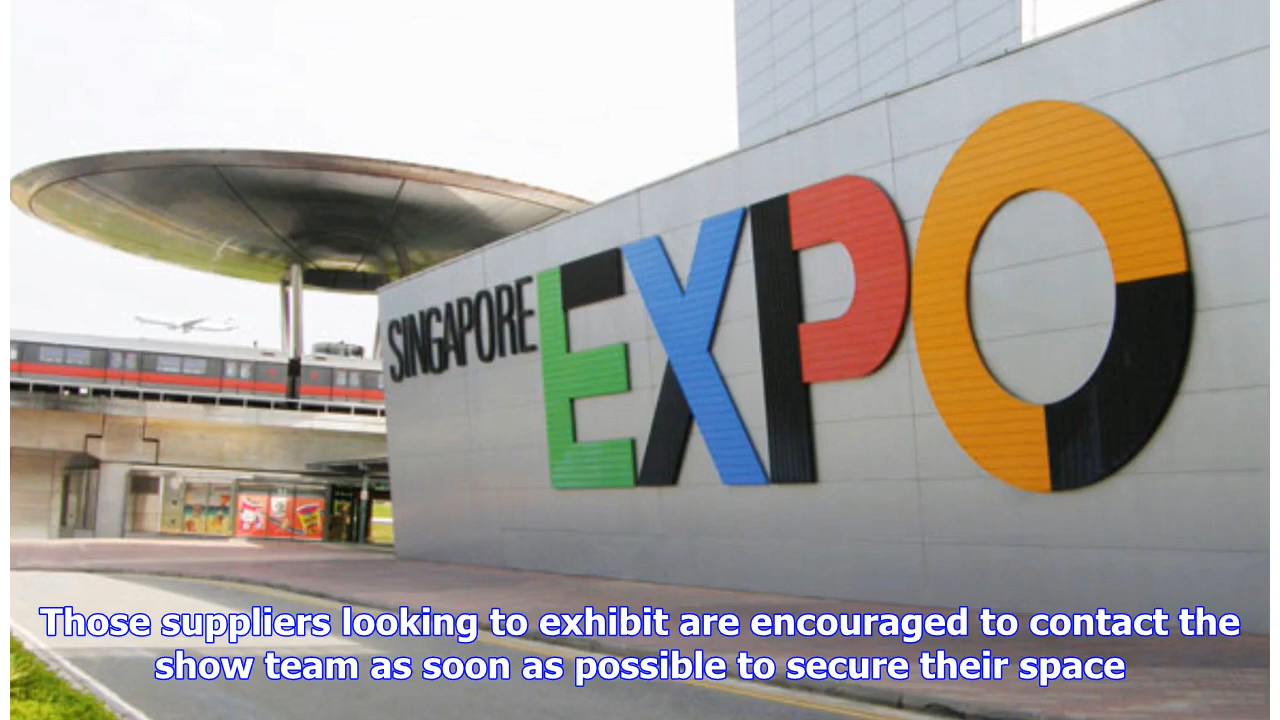 SINGAPORE EXPO
Those suppliers looking to exhibit are encouraged to contact the
show team as soon as possible to secure their space